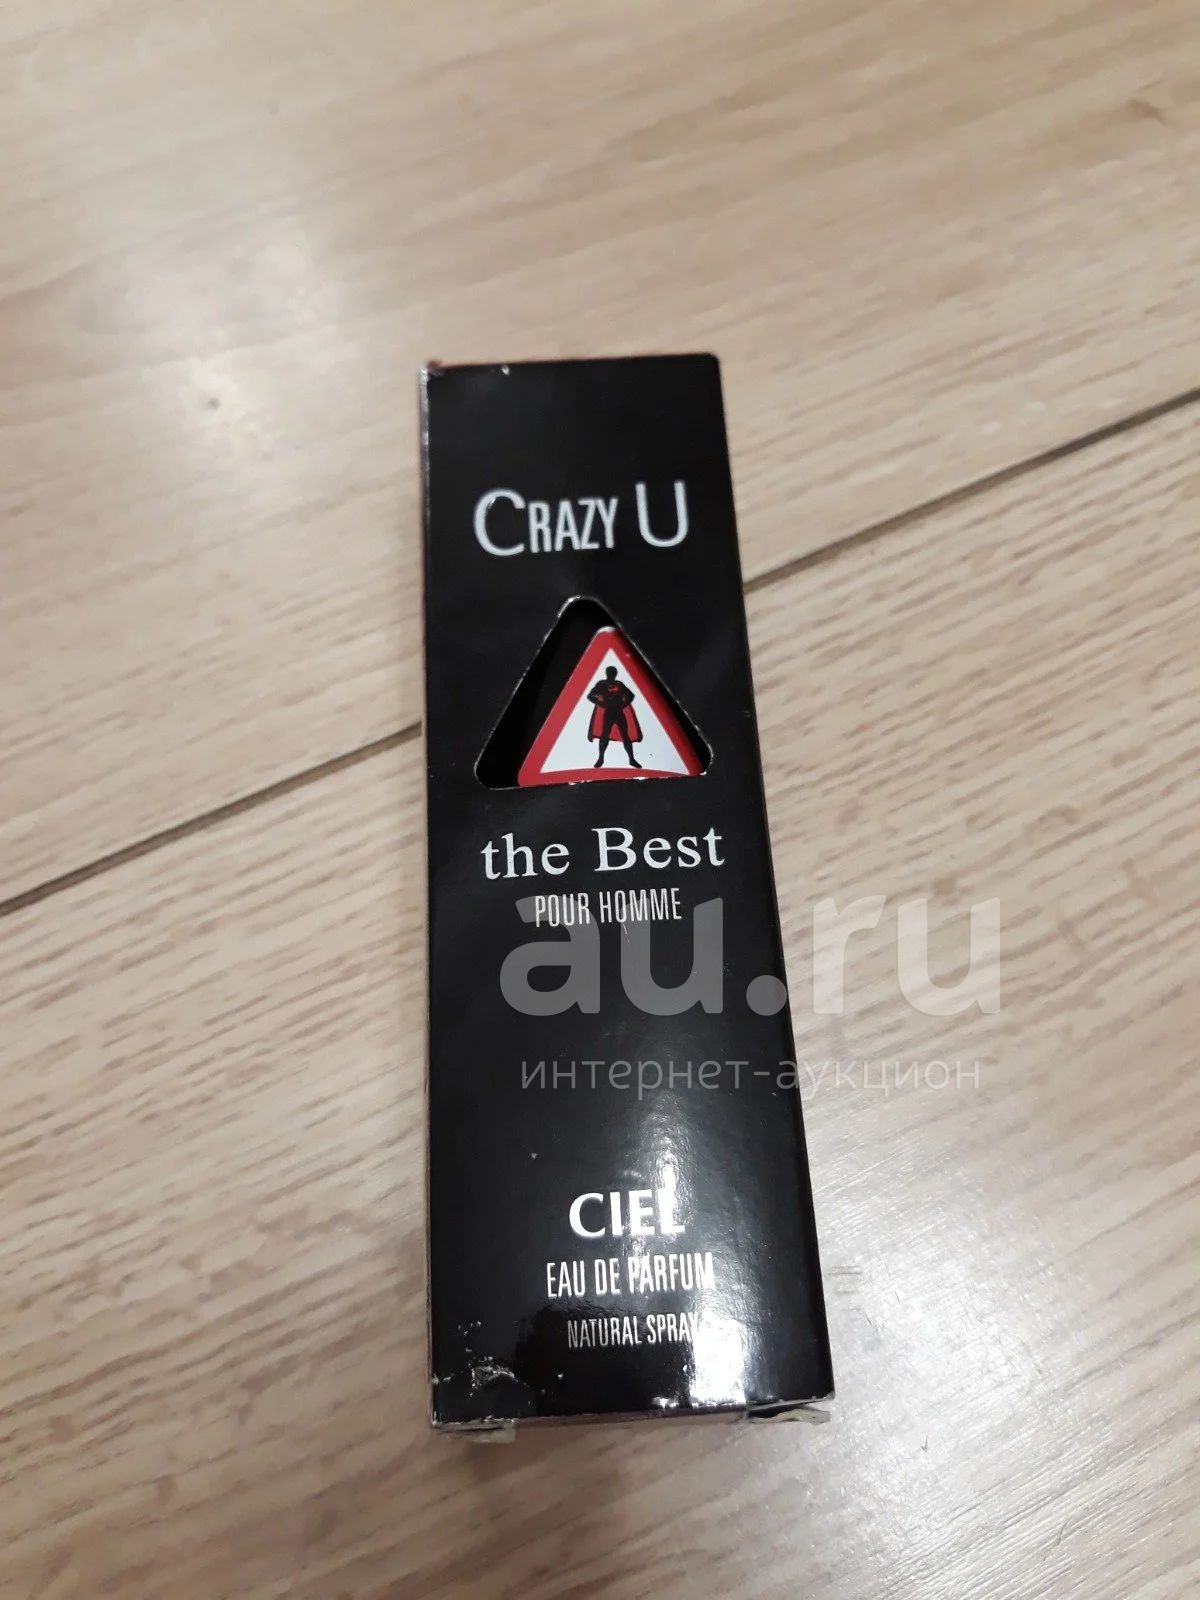 CRAZY U
the Best
POUR HOMME
au.ru
интернет-аукцион
CIEL
EAU DE PARFUM
NATURAL SPRAY